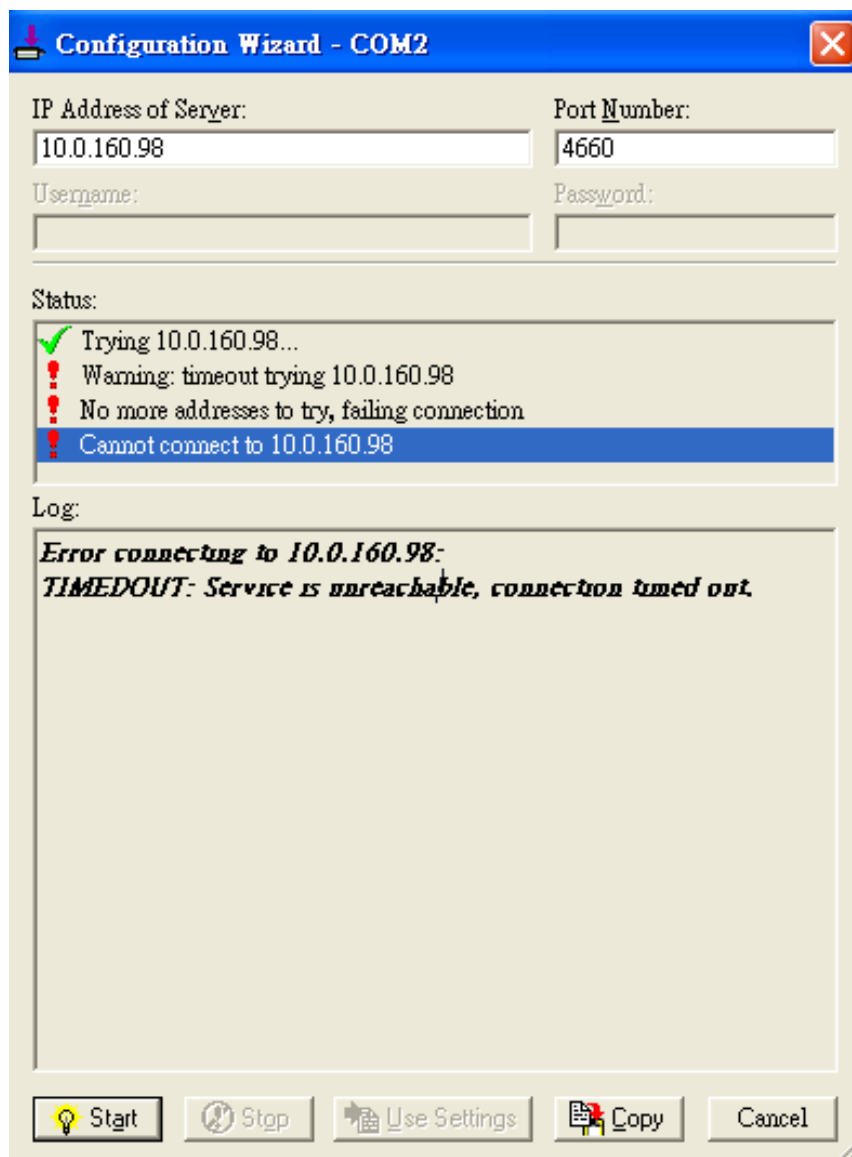 Configuration Wizard - COM2
IP Address of Server: Port Number:
10.0.160.98 4660
Username: Password:
Status:
Trying 10.0.160.98...
Warning: timeout trying 10.0.160.98
No more addresses to try, failing connection
Cannot connect to 10.0.160.98
Log:
Error connecting to 10.0.160.98:
TIMEDOUT: Service is unreachable, connection timed out.
Start Stop Use Settings Copy Cancel